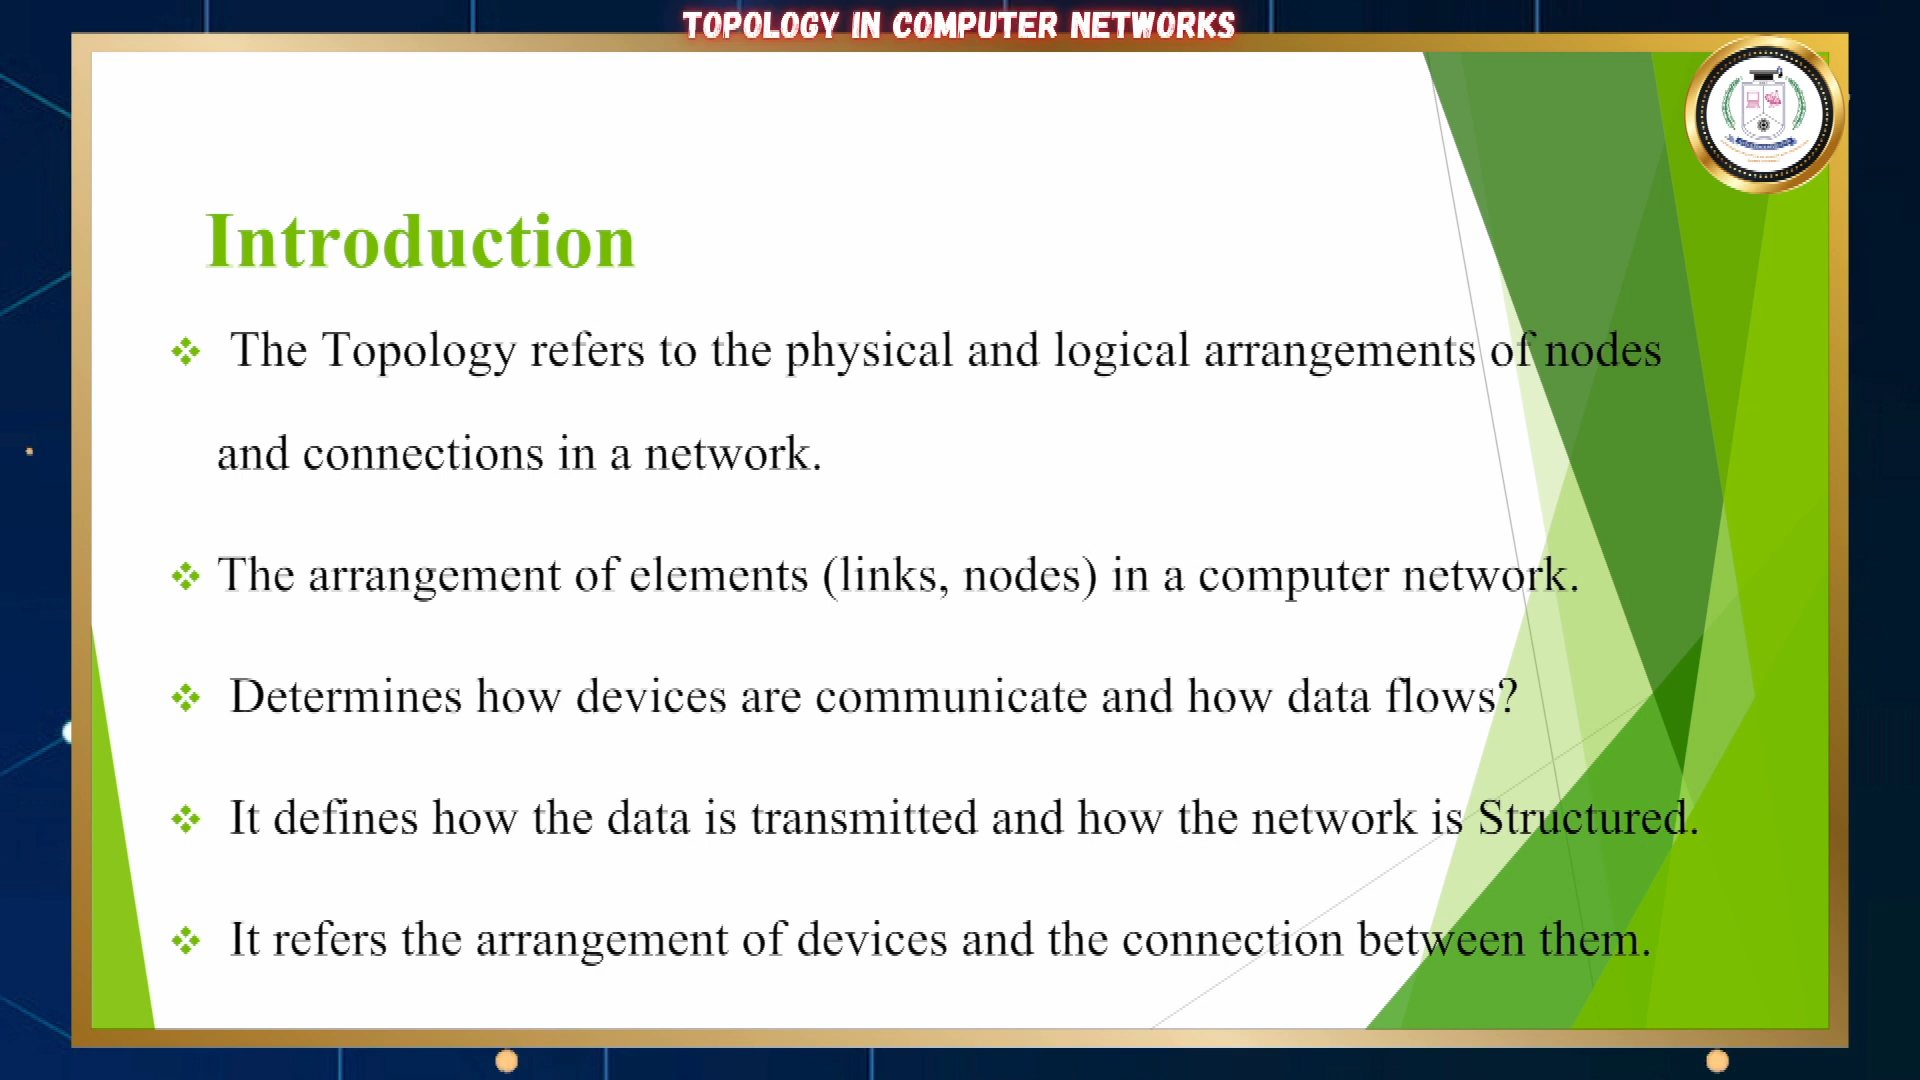 TOPOLOGY IN COMPUTER NETWORKS
Introduction
The Topology refers to the physical and logical arrangements of nodes
and connections in a network.
The arrangement of elements (links, nodes) in a computer network.
Determines how devices are communicate and how data flows?
It defines how the data is transmitted and how the network is Structured.
It refers the arrangement of devices and the connection between them.